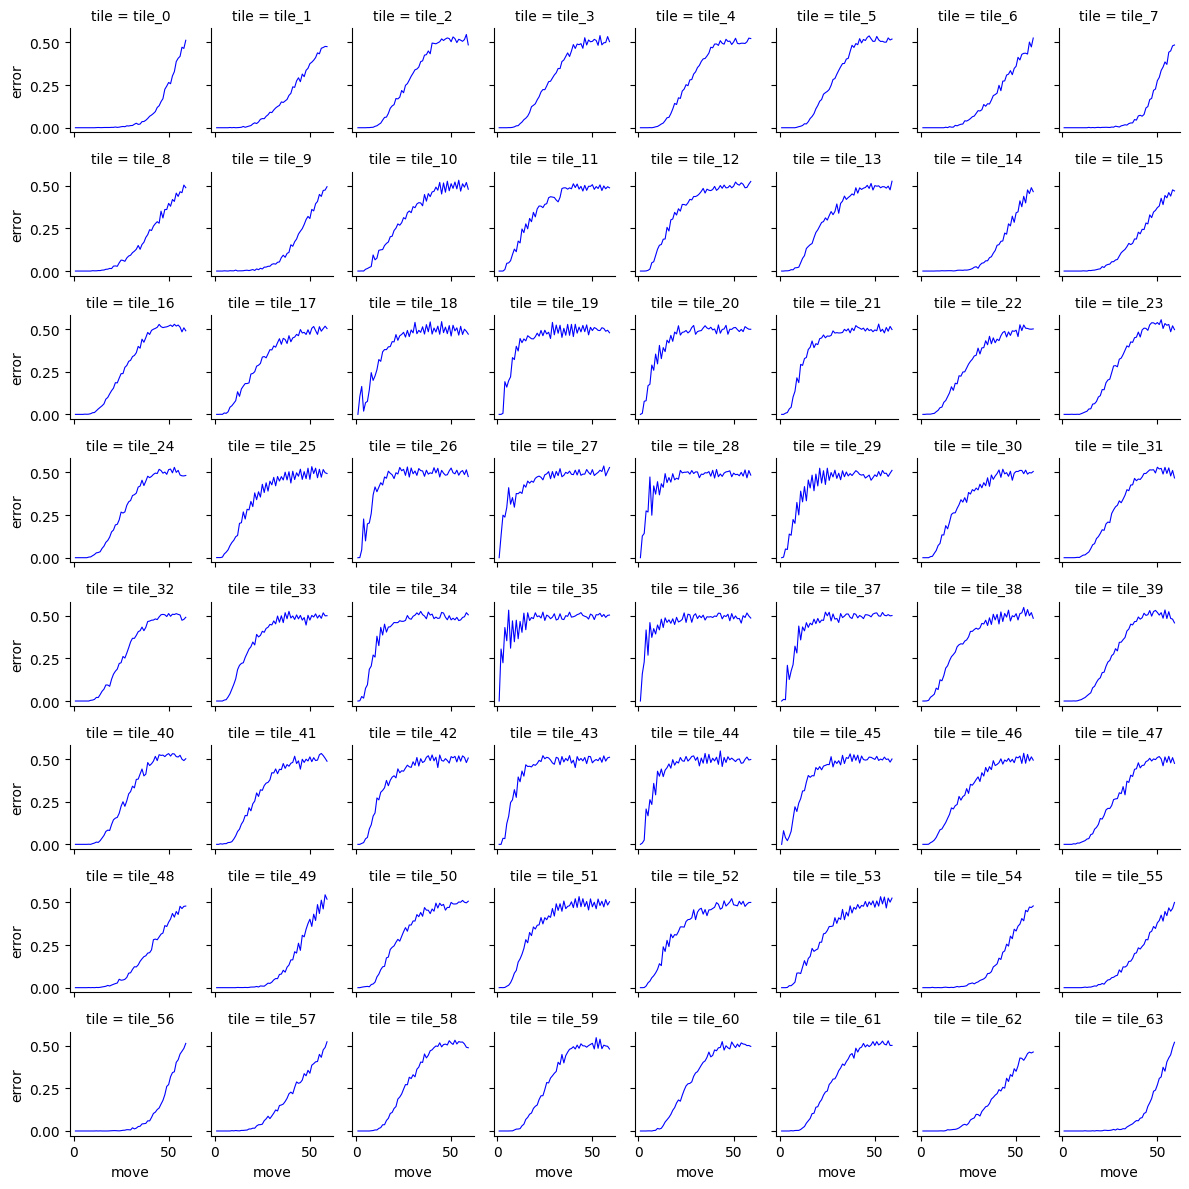 tile = tile_0 tile = tile_1 tile = tile_2 tile = tile_3 tile = tile_4 tile = tile_5 tile = tile_6 tile = tile_7
0.50
0.25
0.00
error
tile = tile_8 tile = tile_9 tile = tile_10 tile = tile_11 tile = tile_12 tile = tile_13 tile = tile_14 tile = tile_15
0.50
0.25
0.00
error
tile = tile_16 tile = tile_17 tile = tile_18 tile = tile_19 tile = tile_20 tile = tile_21 tile = tile_22 tile = tile_23
0.50
0.25
0.00
error
tile = tile_24 tile = tile_25 tile = tile_26 tile = tile_27 tile = tile_28 tile = tile_29 tile = tile_30 tile = tile_31
0.50
0.25
0.00
error
tile = tile_32 tile = tile_33 tile = tile_34 tile = tile_35 tile = tile_36 tile = tile_37 tile = tile_38 tile = tile_39
0.50
0.25
0.00
error
tile = tile_40 tile = tile_41 tile = tile_42 tile = tile_43 tile = tile_44 tile = tile_45 tile = tile_46 tile = tile_47
0.50
0.25
0.00
error
tile = tile_48 tile = tile_49 tile = tile_50 tile = tile_51 tile = tile_52 tile = tile_53 tile = tile_54 tile = tile_55
0.50
0.25
0.00
error
tile = tile_56 tile = tile_57 tile = tile_58 tile = tile_59 tile = tile_60 tile = tile_61 tile = tile_62 tile = tile_63
0.50
0.25
0.00
error
0 50 0 50 0 50 0 50 0 50 0 50 0 50 0 50
move move move move move move move move